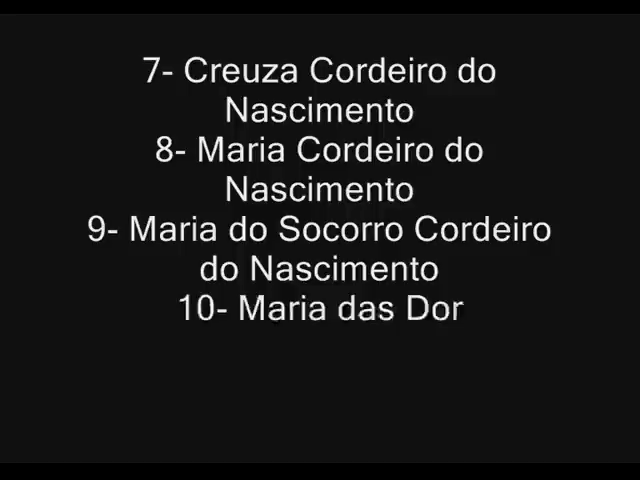 7- Creuza Cordeiro do
Nascimento
8- Maria Cordeiro do
Nascimento
9- Maria do Socorro Cordeiro
do Nascimento
10- Maria das Dor